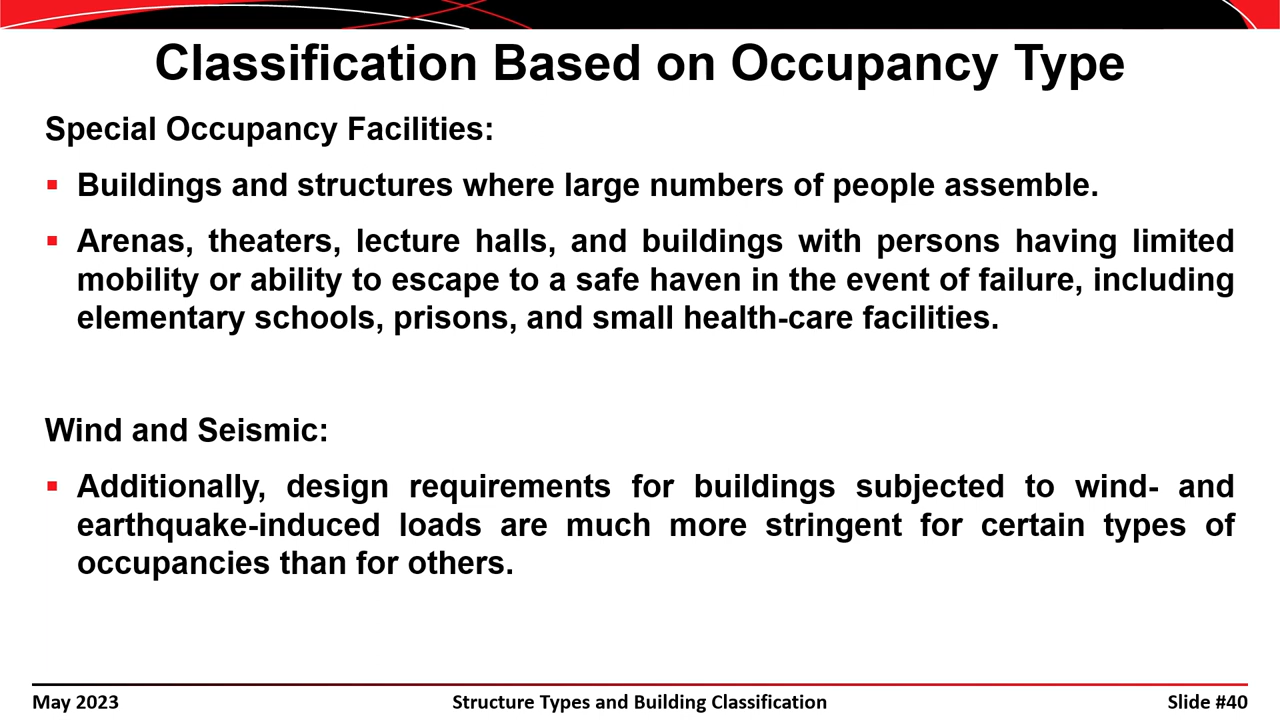 Classification Based on Occupancy Type
Special Occupancy Facilities:
▪ Buildings and structures where large numbers of people assemble.
▪ Arenas, theaters, lecture halls, and buildings with persons having limited
mobility or ability to escape to a safe haven in the event of failure, including
elementary schools, prisons, and small health-care facilities.
Wind and Seismic:
▪ Additionally, design requirements for buildings subjected to wind- and
earthquake-induced loads are much more stringent for certain types of
occupancies than for others.
May 2023
Structure Types and Building Classification
Slide #40